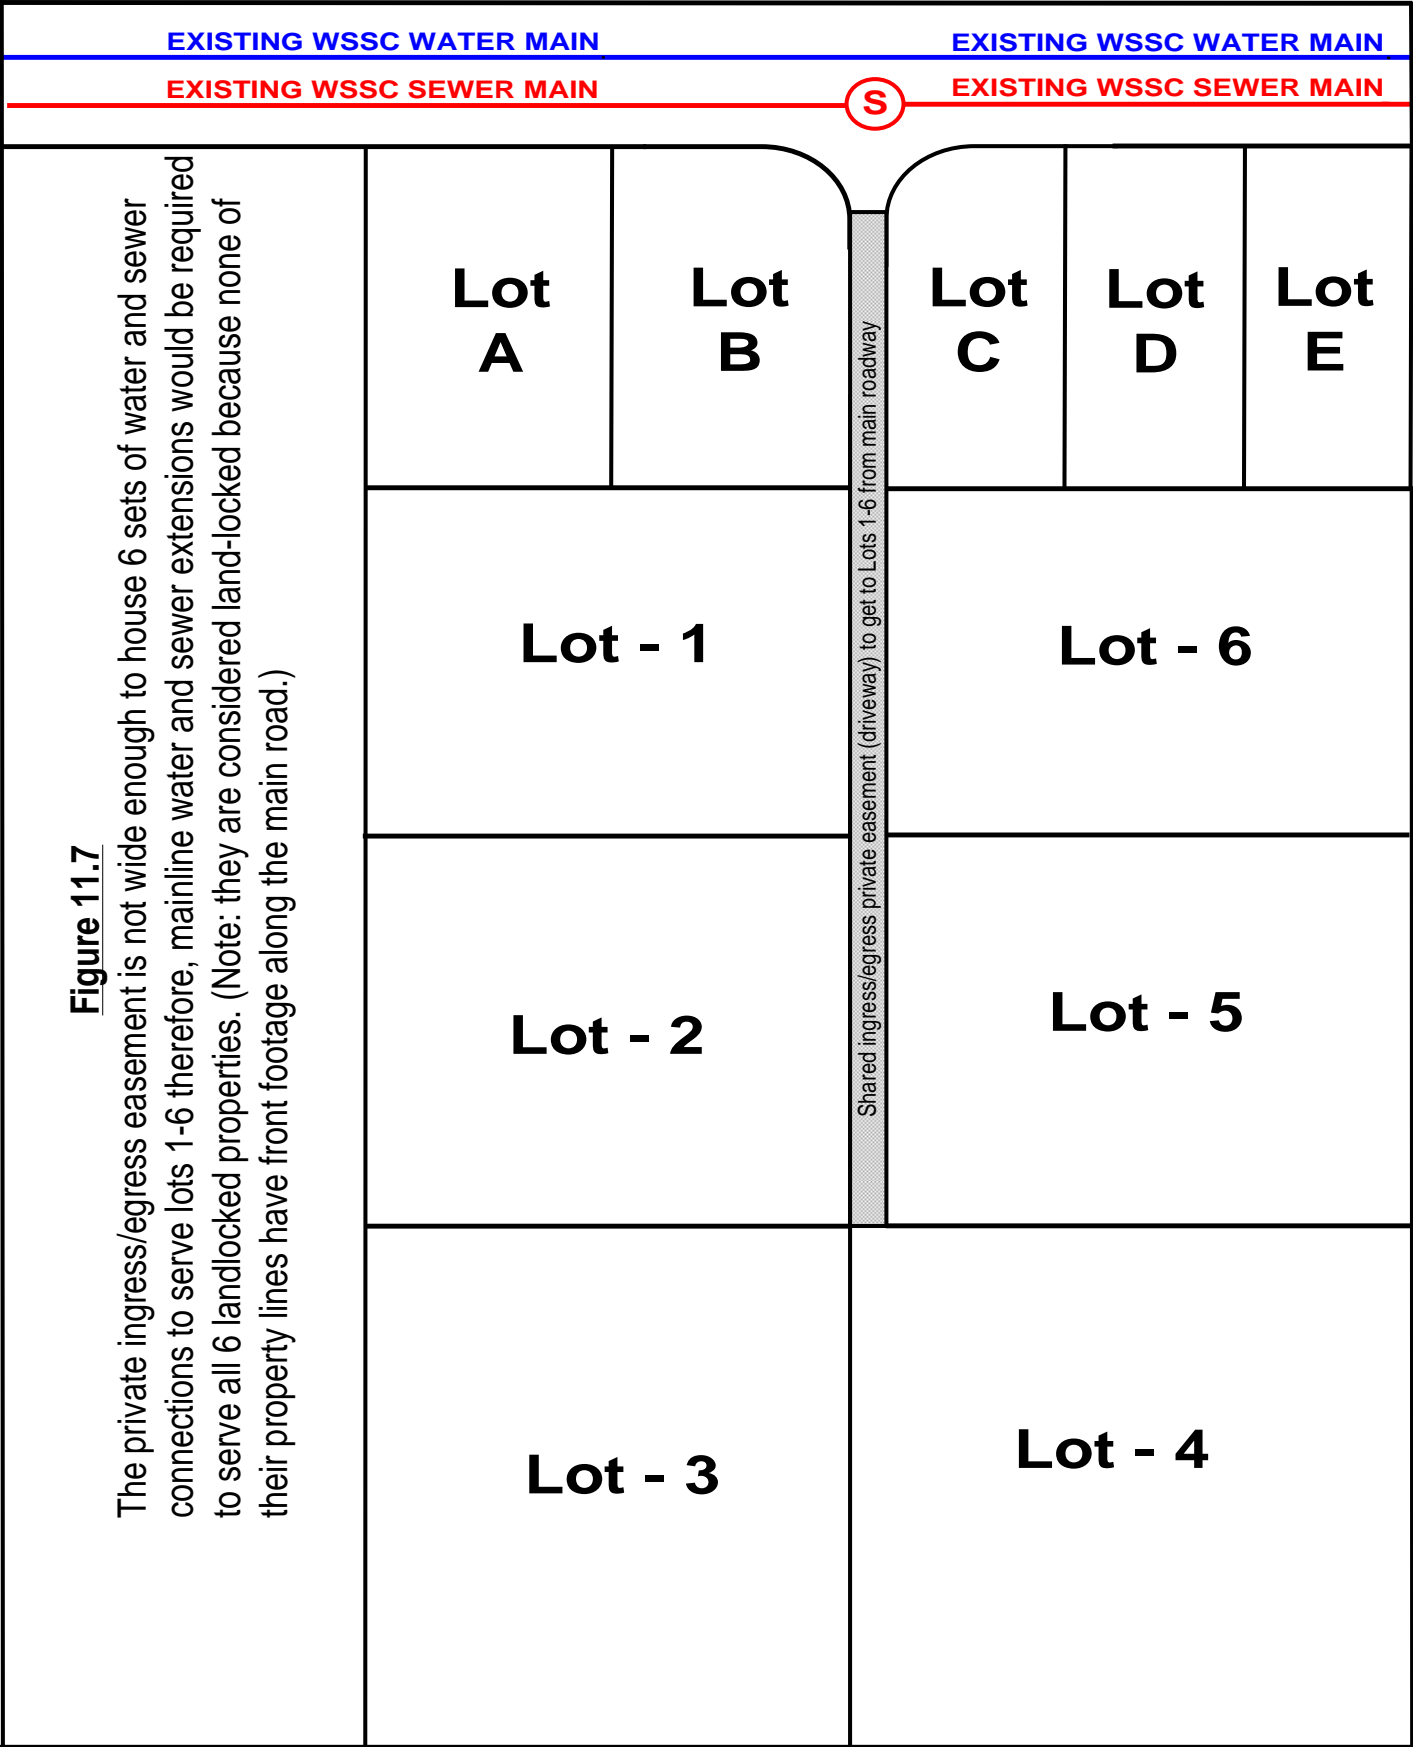 EXISTING WSSC WATER MAIN
EXISTING WSSC WATER MAIN
EXISTING WSSC SEWER MAIN
EXISTING WSSC SEWER MAIN
S
Figure 11.7
The private ingress/egress easement is not wide enough to house 6 sets of water and sewer
connections to serve lots 1-6 therefore, mainline water and sewer extensions would be required
to serve all 6 landlocked properties. (Note: they are considered land-locked because none of
their property lines have front footage along the main road.)
Lot
A
Lot
B
Lot
C
Lot
D
Lot
E
Shared ingress/egress private easement (driveway) to get to Lots 1-6 from main roadway
Lot - 1
Lot - 6
Lot - 2
Lot - 5
Lot - 3
Lot - 4